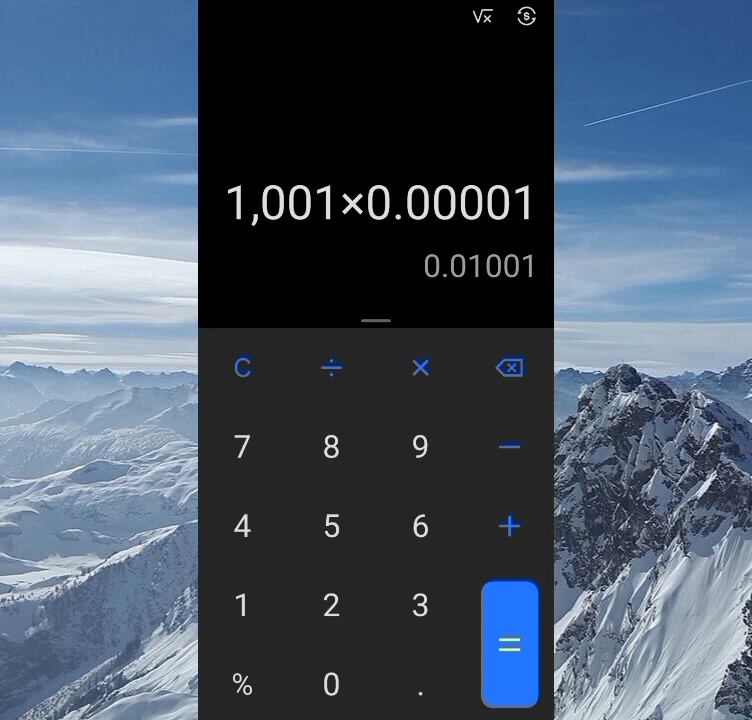 √x $
1,001×0.00001
0.01001
C ÷ ×
7 8 9 −
4 5 6 +
1 2 3
% 0 . =